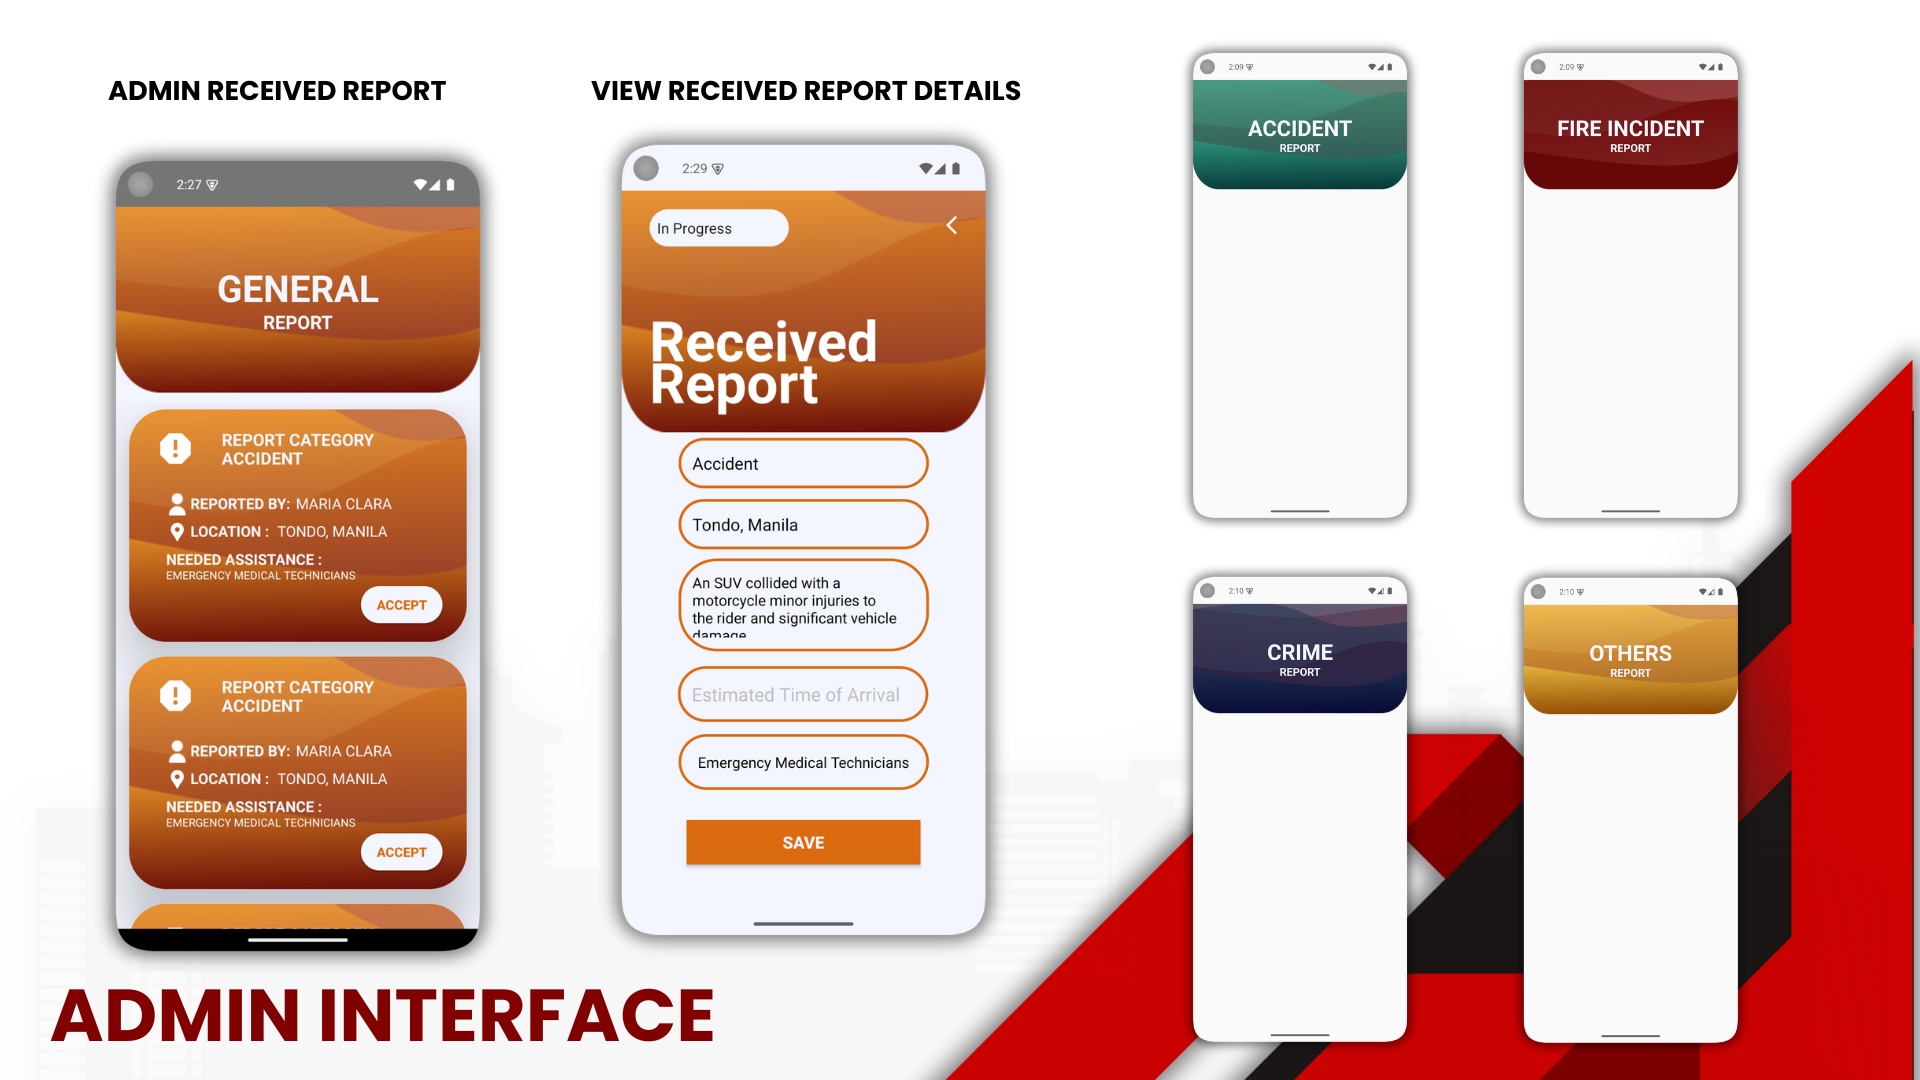 ADMIN RECEIVED REPORT
2:27
GENERAL
REPORT
REPORT CATEGORY
ACCIDENT
REPORTED BY: MARIA CLARA
LOCATION : TONDO, MANILA
NEEDED ASSISTANCE :
EMERGENCY MEDICAL TECHNICIANS
ACCEPT
REPORT CATEGORY
ACCIDENT
REPORTED BY: MARIA CLARA
LOCATION : TONDO, MANILA
NEEDED ASSISTANCE :
EMERGENCY MEDICAL TECHNICIANS
ACCEPT
VIEW RECEIVED REPORT DETAILS
2:29
In Progress
Received
Report
Accident
Tondo, Manila
An SUV collided with a
motorcycle minor injuries to
the rider and significant vehicle
damage
Estimated Time of Arrival
Emergency Medical Technicians
SAVE
2:09
ACCIDENT
REPORT
2:09
FIRE INCIDENT
REPORT
2:10
CRIME
REPORT
2:10
OTHERS
REPORT
ADMIN INTERFACE